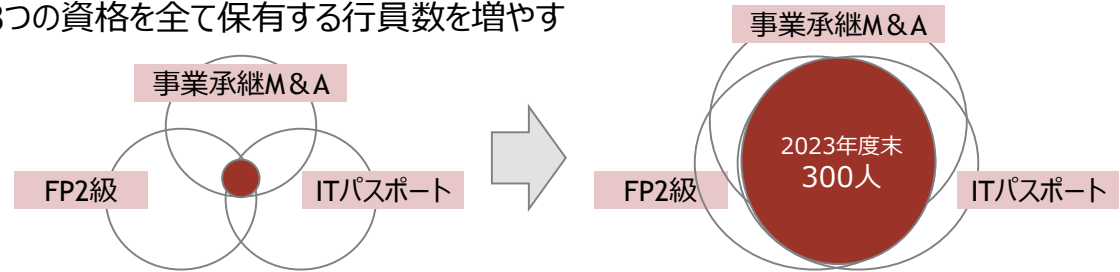 3つの資格を全て保有する行員数を増やす
事業承継M＆A
FP2級
ITパスポート
事業承継M＆A
2023年度末
300人
FP2級
ITパスポート